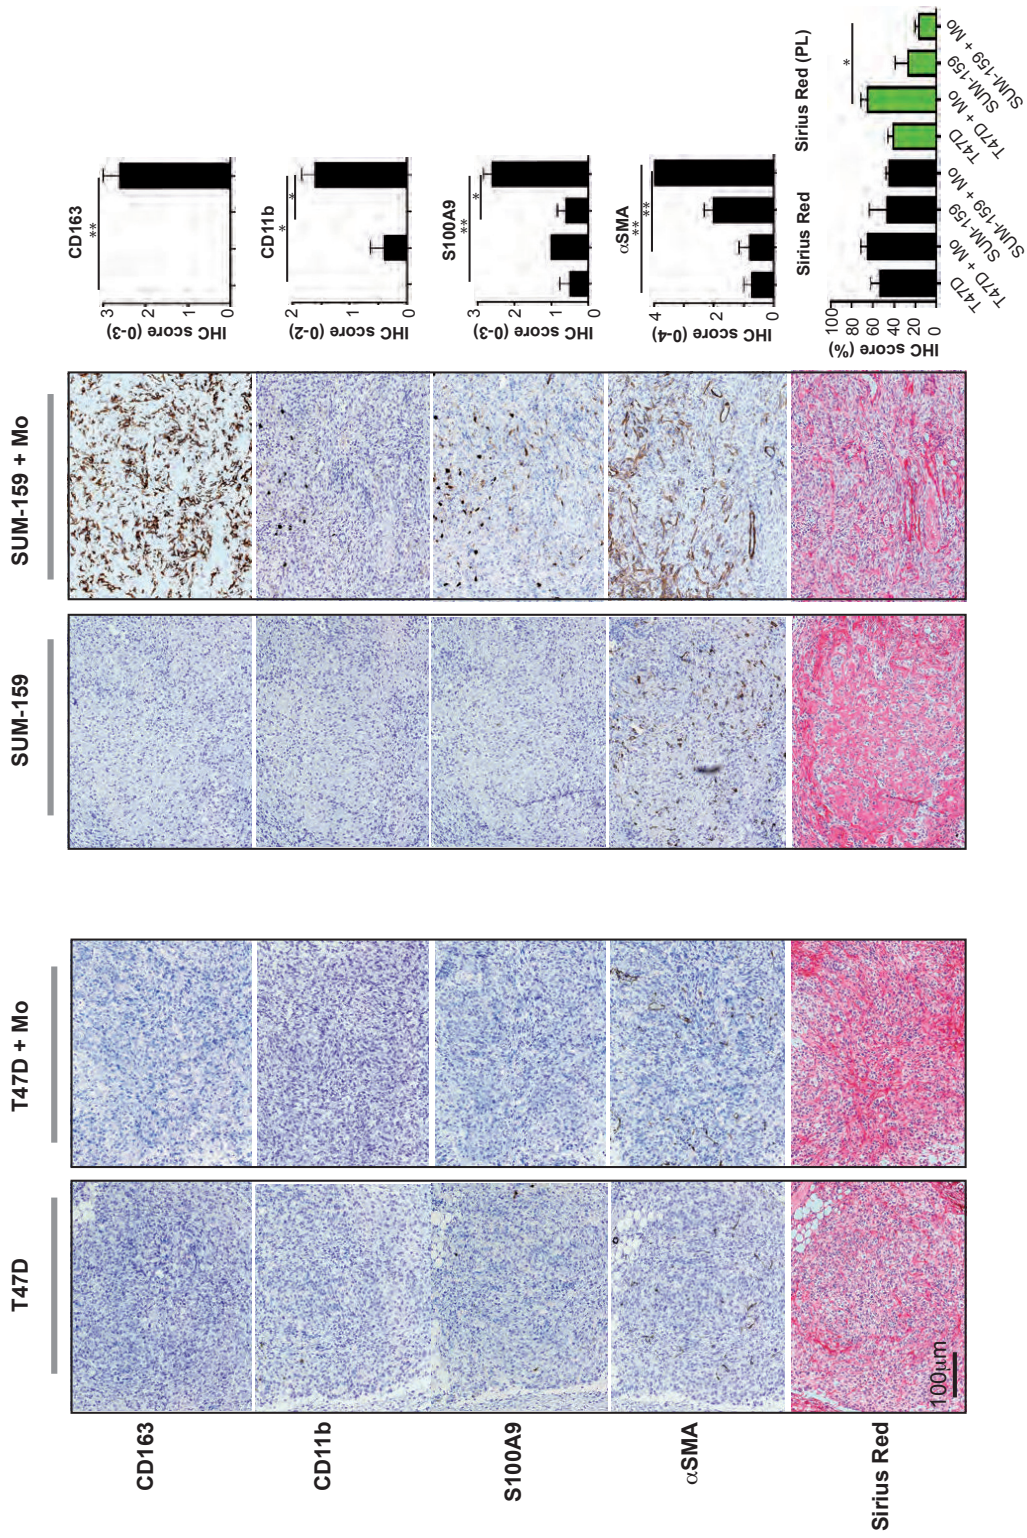 T47D
T47D + Mo
SUM-159
SUM-159 + Mo
CD163
CD11b
S100A9
αSMA
Sirius Red
100µm
CD163
**
IHC score (0-3)
3
2
1
0
CD11b
*
*
IHC score (0-2)
2
1
0
S100A9
**
*
IHC score (0-3)
3
2
1
0
αSMA
**
**
IHC score (0-4)
4
2
0
Sirius Red
Sirius Red (PL)
*
IHC score (%)
100
80
60
40
20
0
T47D
T47D + Mo
SUM-159
SUM-159 + Mo
T47D
T47D + Mo
SUM-159
SUM-159 + Mo